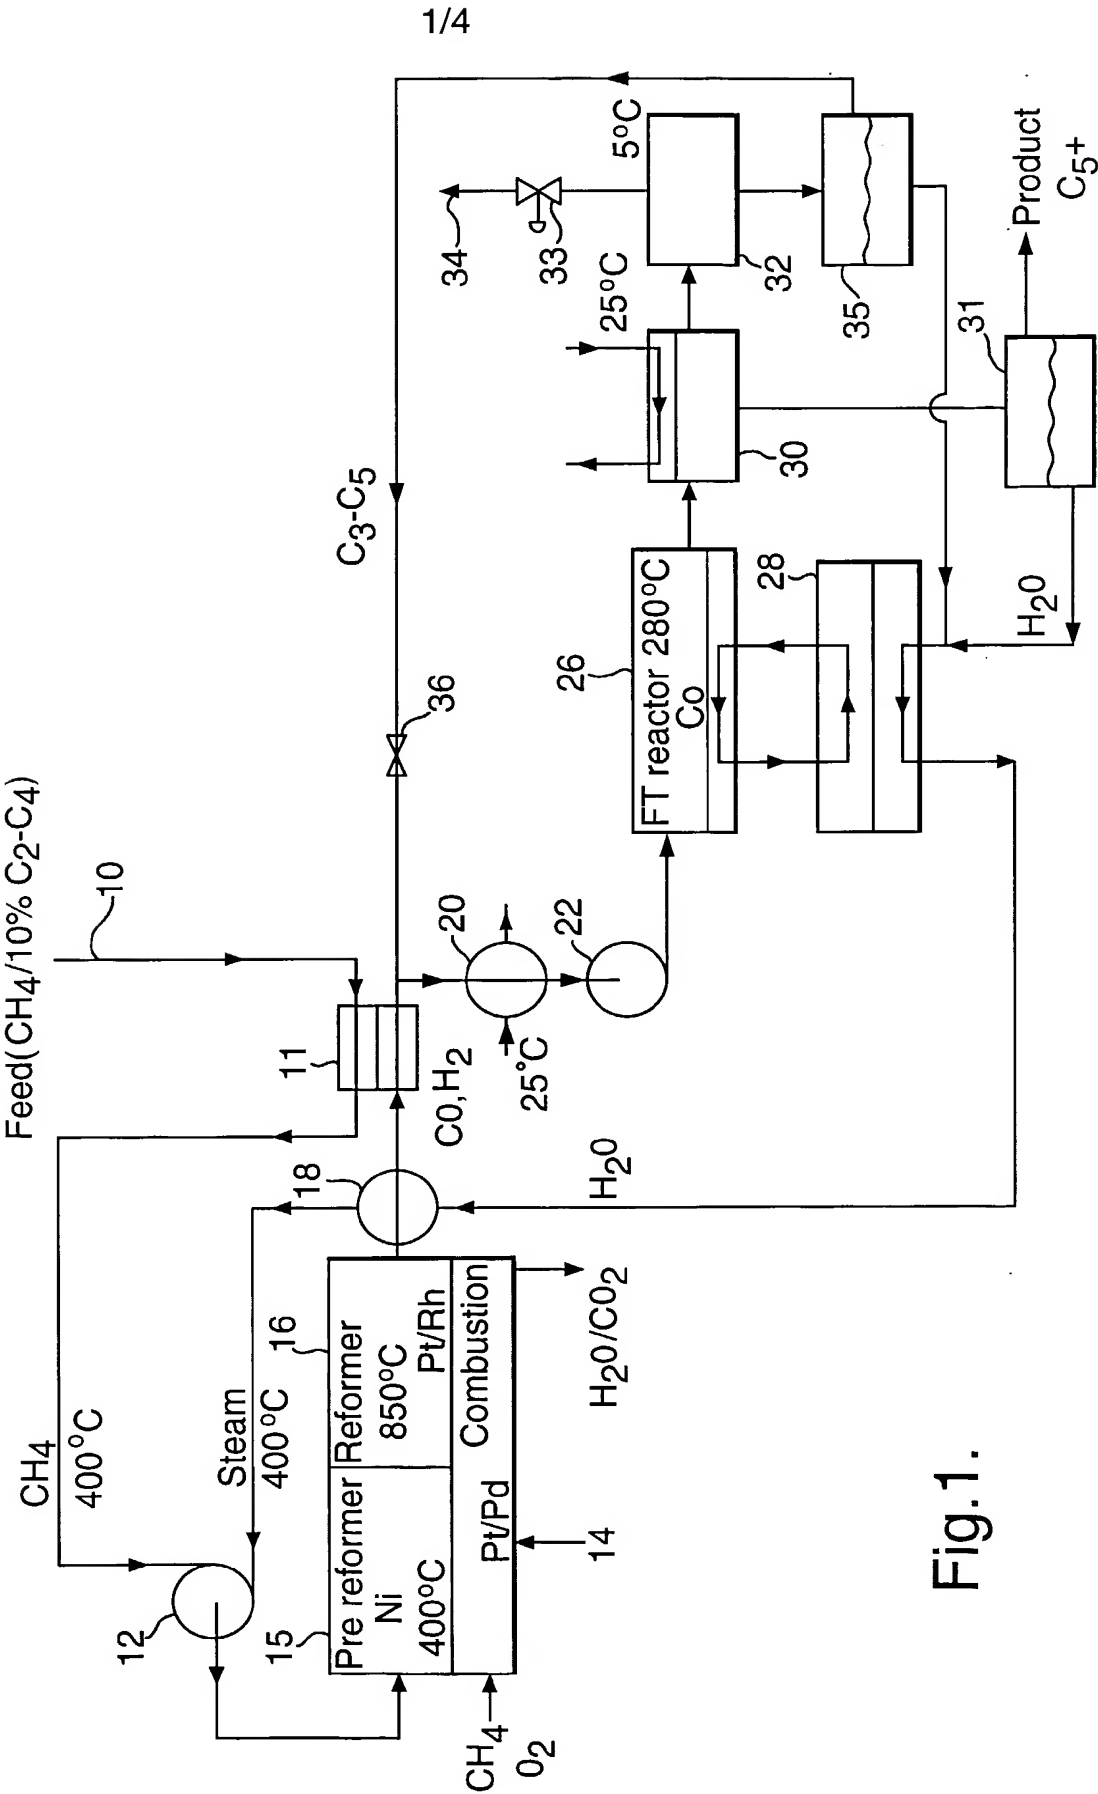 1/4
Feed(CH4/10% C2-C4)
10
CH4
400°C
11
12
Steam
400°C
18
C3-C5
36
34
33
5°C
25°C
32
30
35
31
Product
C5+
15
Pre reformer
Ni
400°C
16
Reformer
850°C
Pt/Rh
Combustion
Pt/Pd
14
CH4
O2
H2O/CO2
CO,H2
20
25°C
22
26
FT reactor 280°C
Co
28
H2O
H2O
Fig.1.